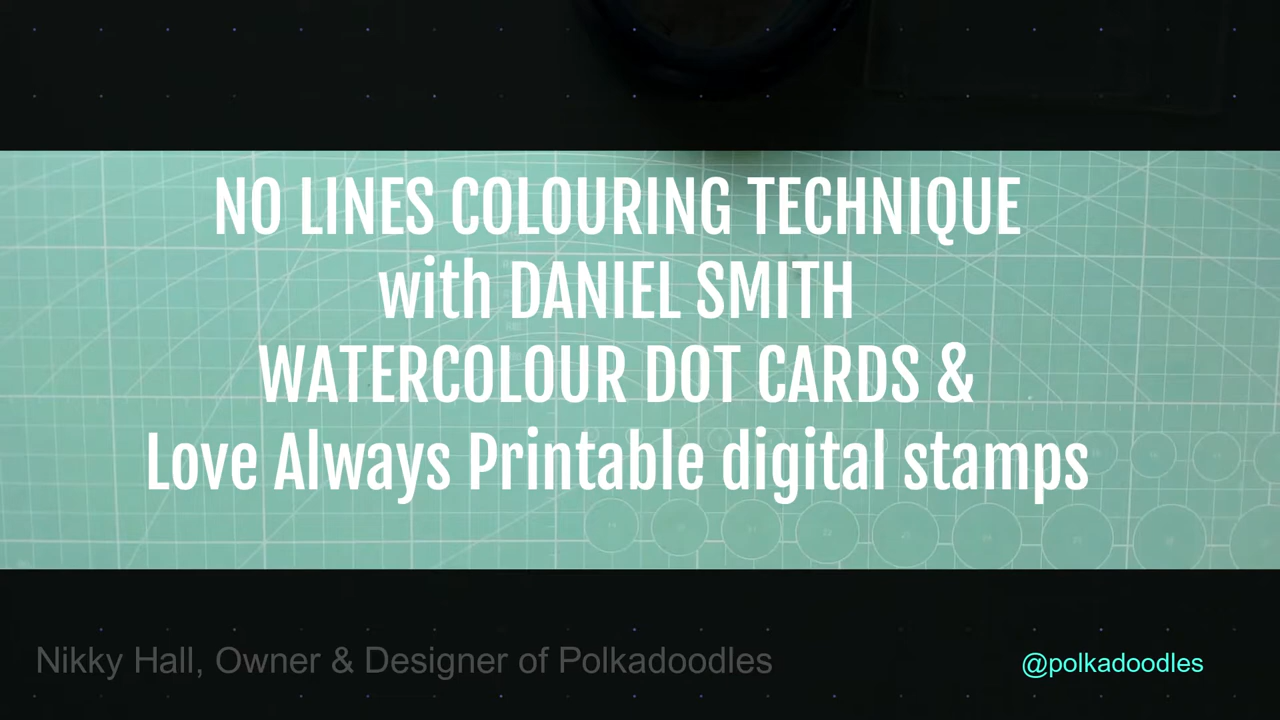 NO LINES COLOURING TECHNIQUE
with DANIEL SMITH
WATERCOLOUR DOT CARDS &
Love Always Printable digital stamps
Nikky Hall, Owner & Designer of Polkadoodles
@polkadoodles